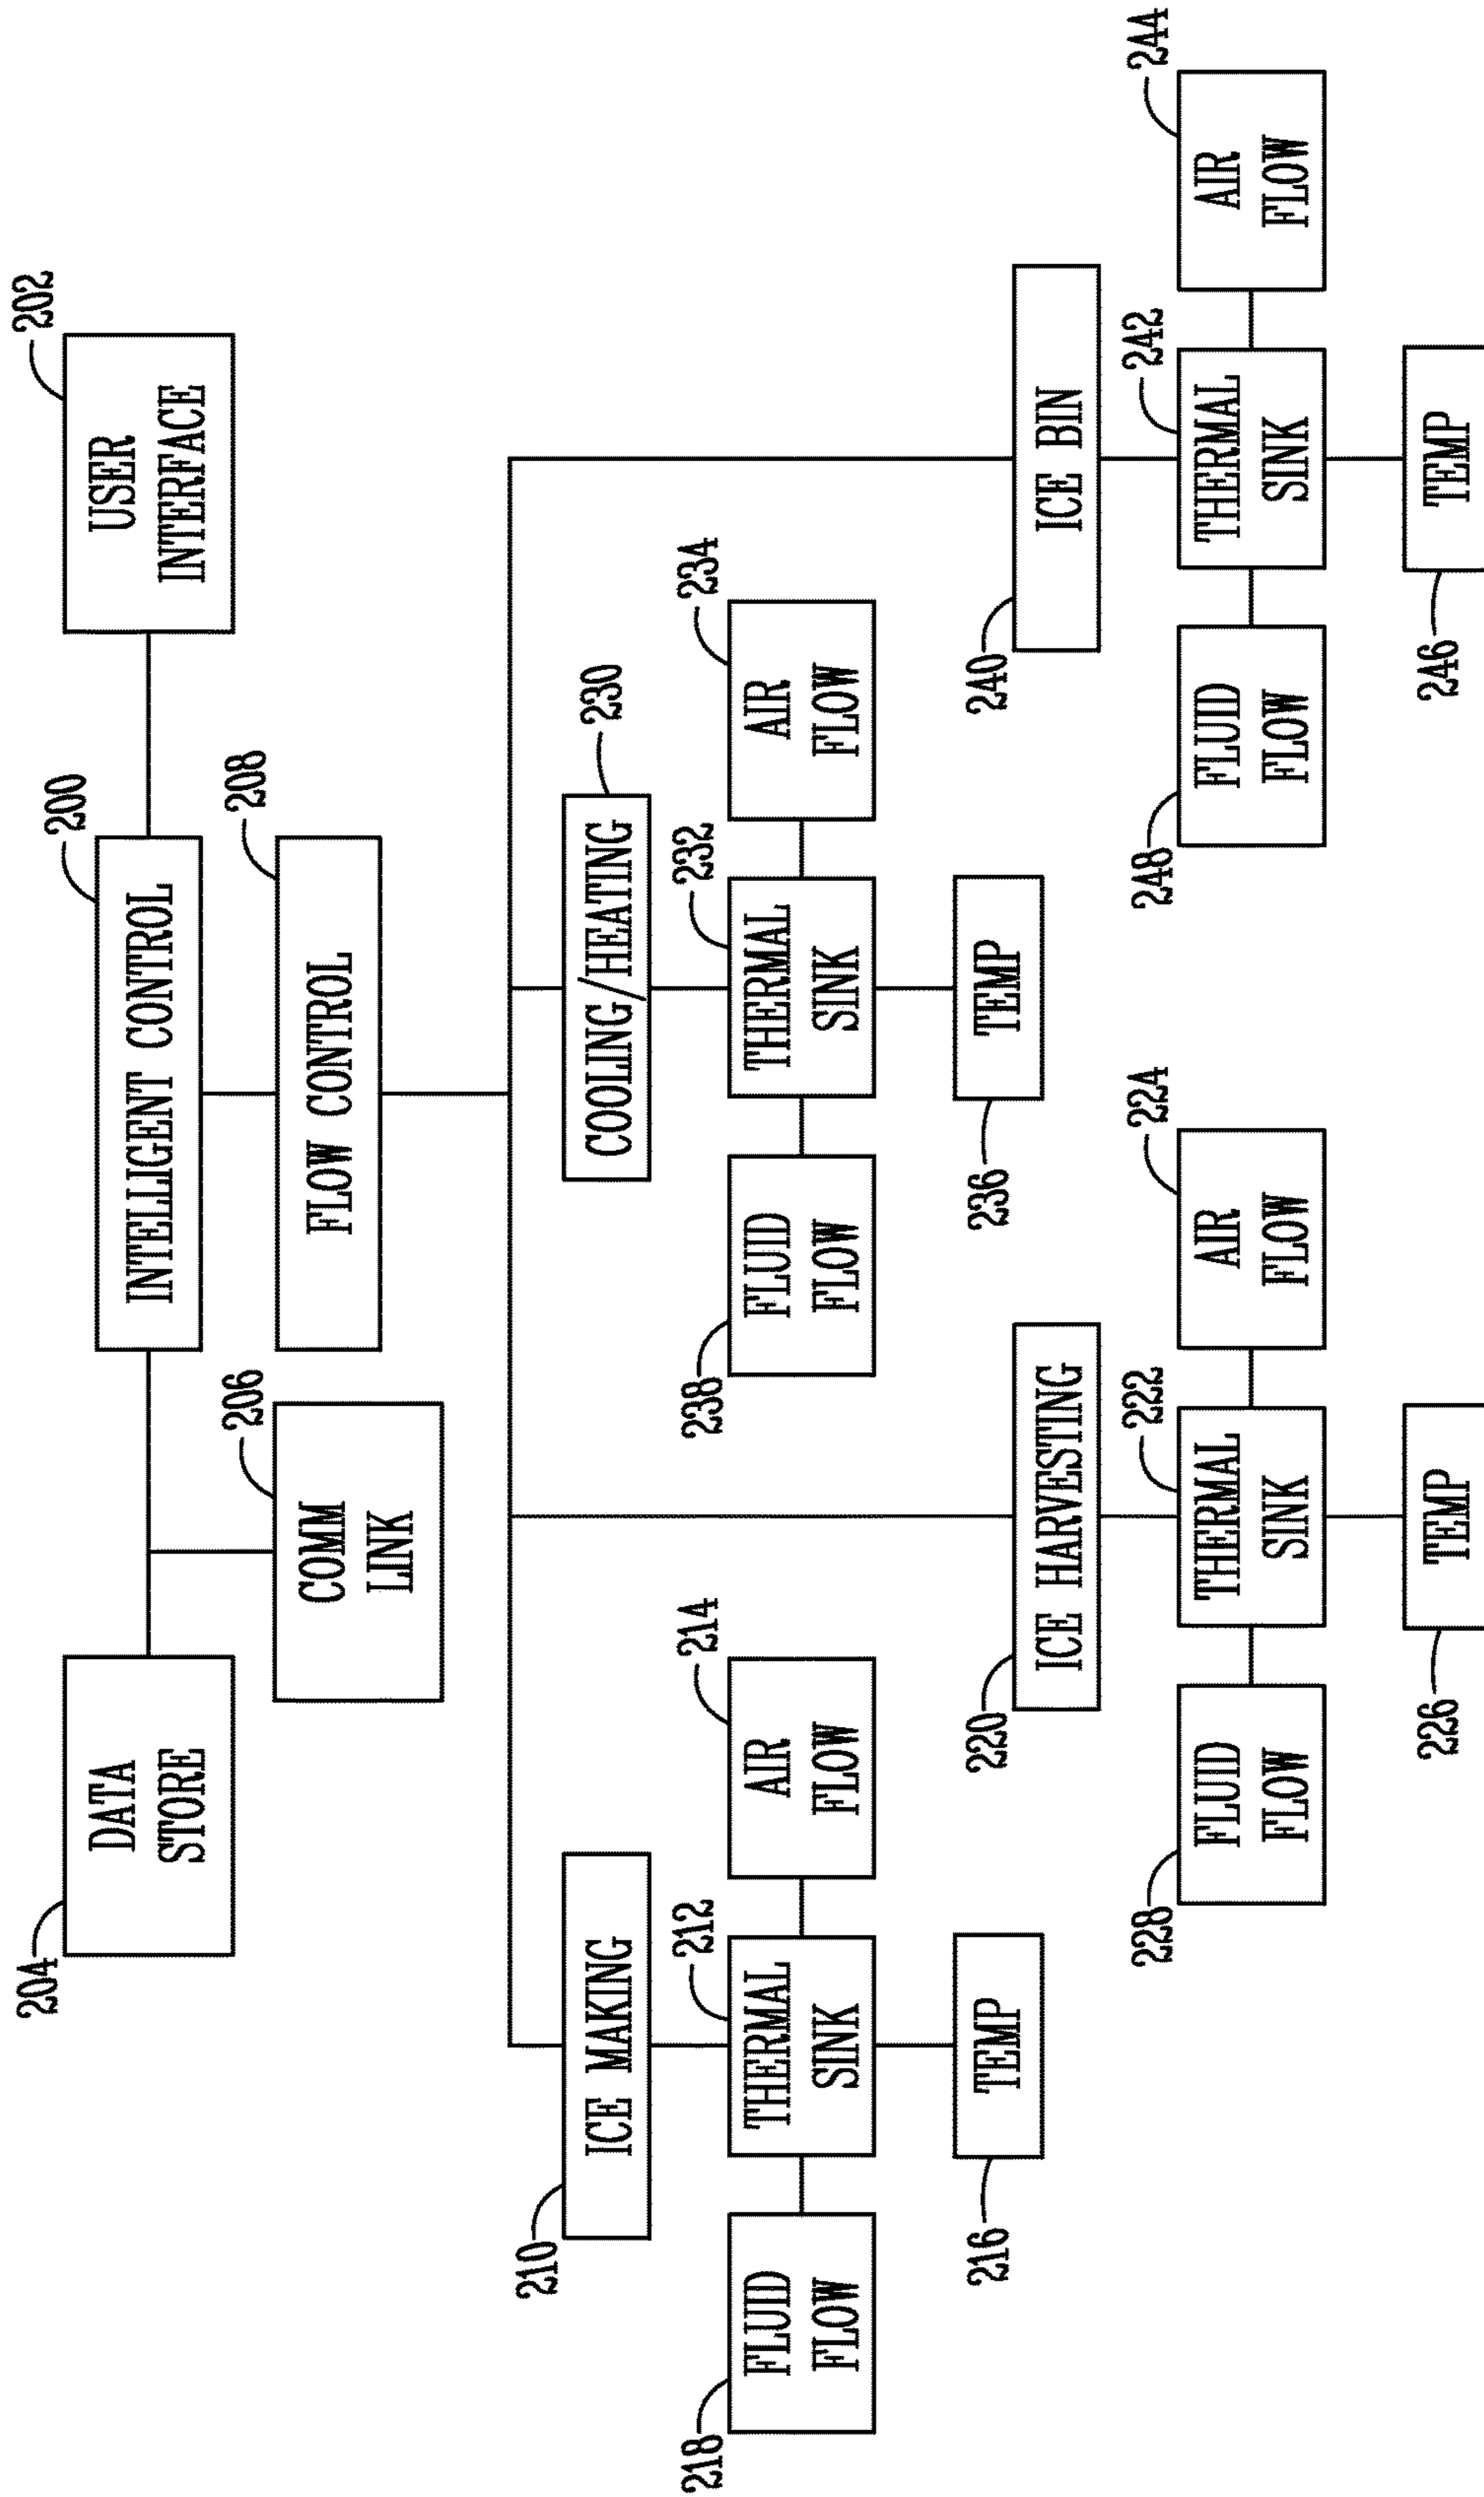 204
DATA
STORE
206
COMM
LINK
200
INTELLIGENT CONTROL
202
USER
INTERFACE
208
FLOW CONTROL
210
ICE MAKING
212
THERMAL
SINK
214
AIR
FLOW
218
FLUID
FLOW
216
TEMP
220
ICE HARVESTING
222
THERMAL
SINK
224
AIR
FLOW
228
FLUID
FLOW
226
TEMP
230
COOLING/HEATING
232
THERMAL
SINK
234
AIR
FLOW
238
FLUID
FLOW
236
TEMP
240
ICE BIN
242
THERMAL
SINK
244
AIR
FLOW
248
FLUID
FLOW
246
TEMP